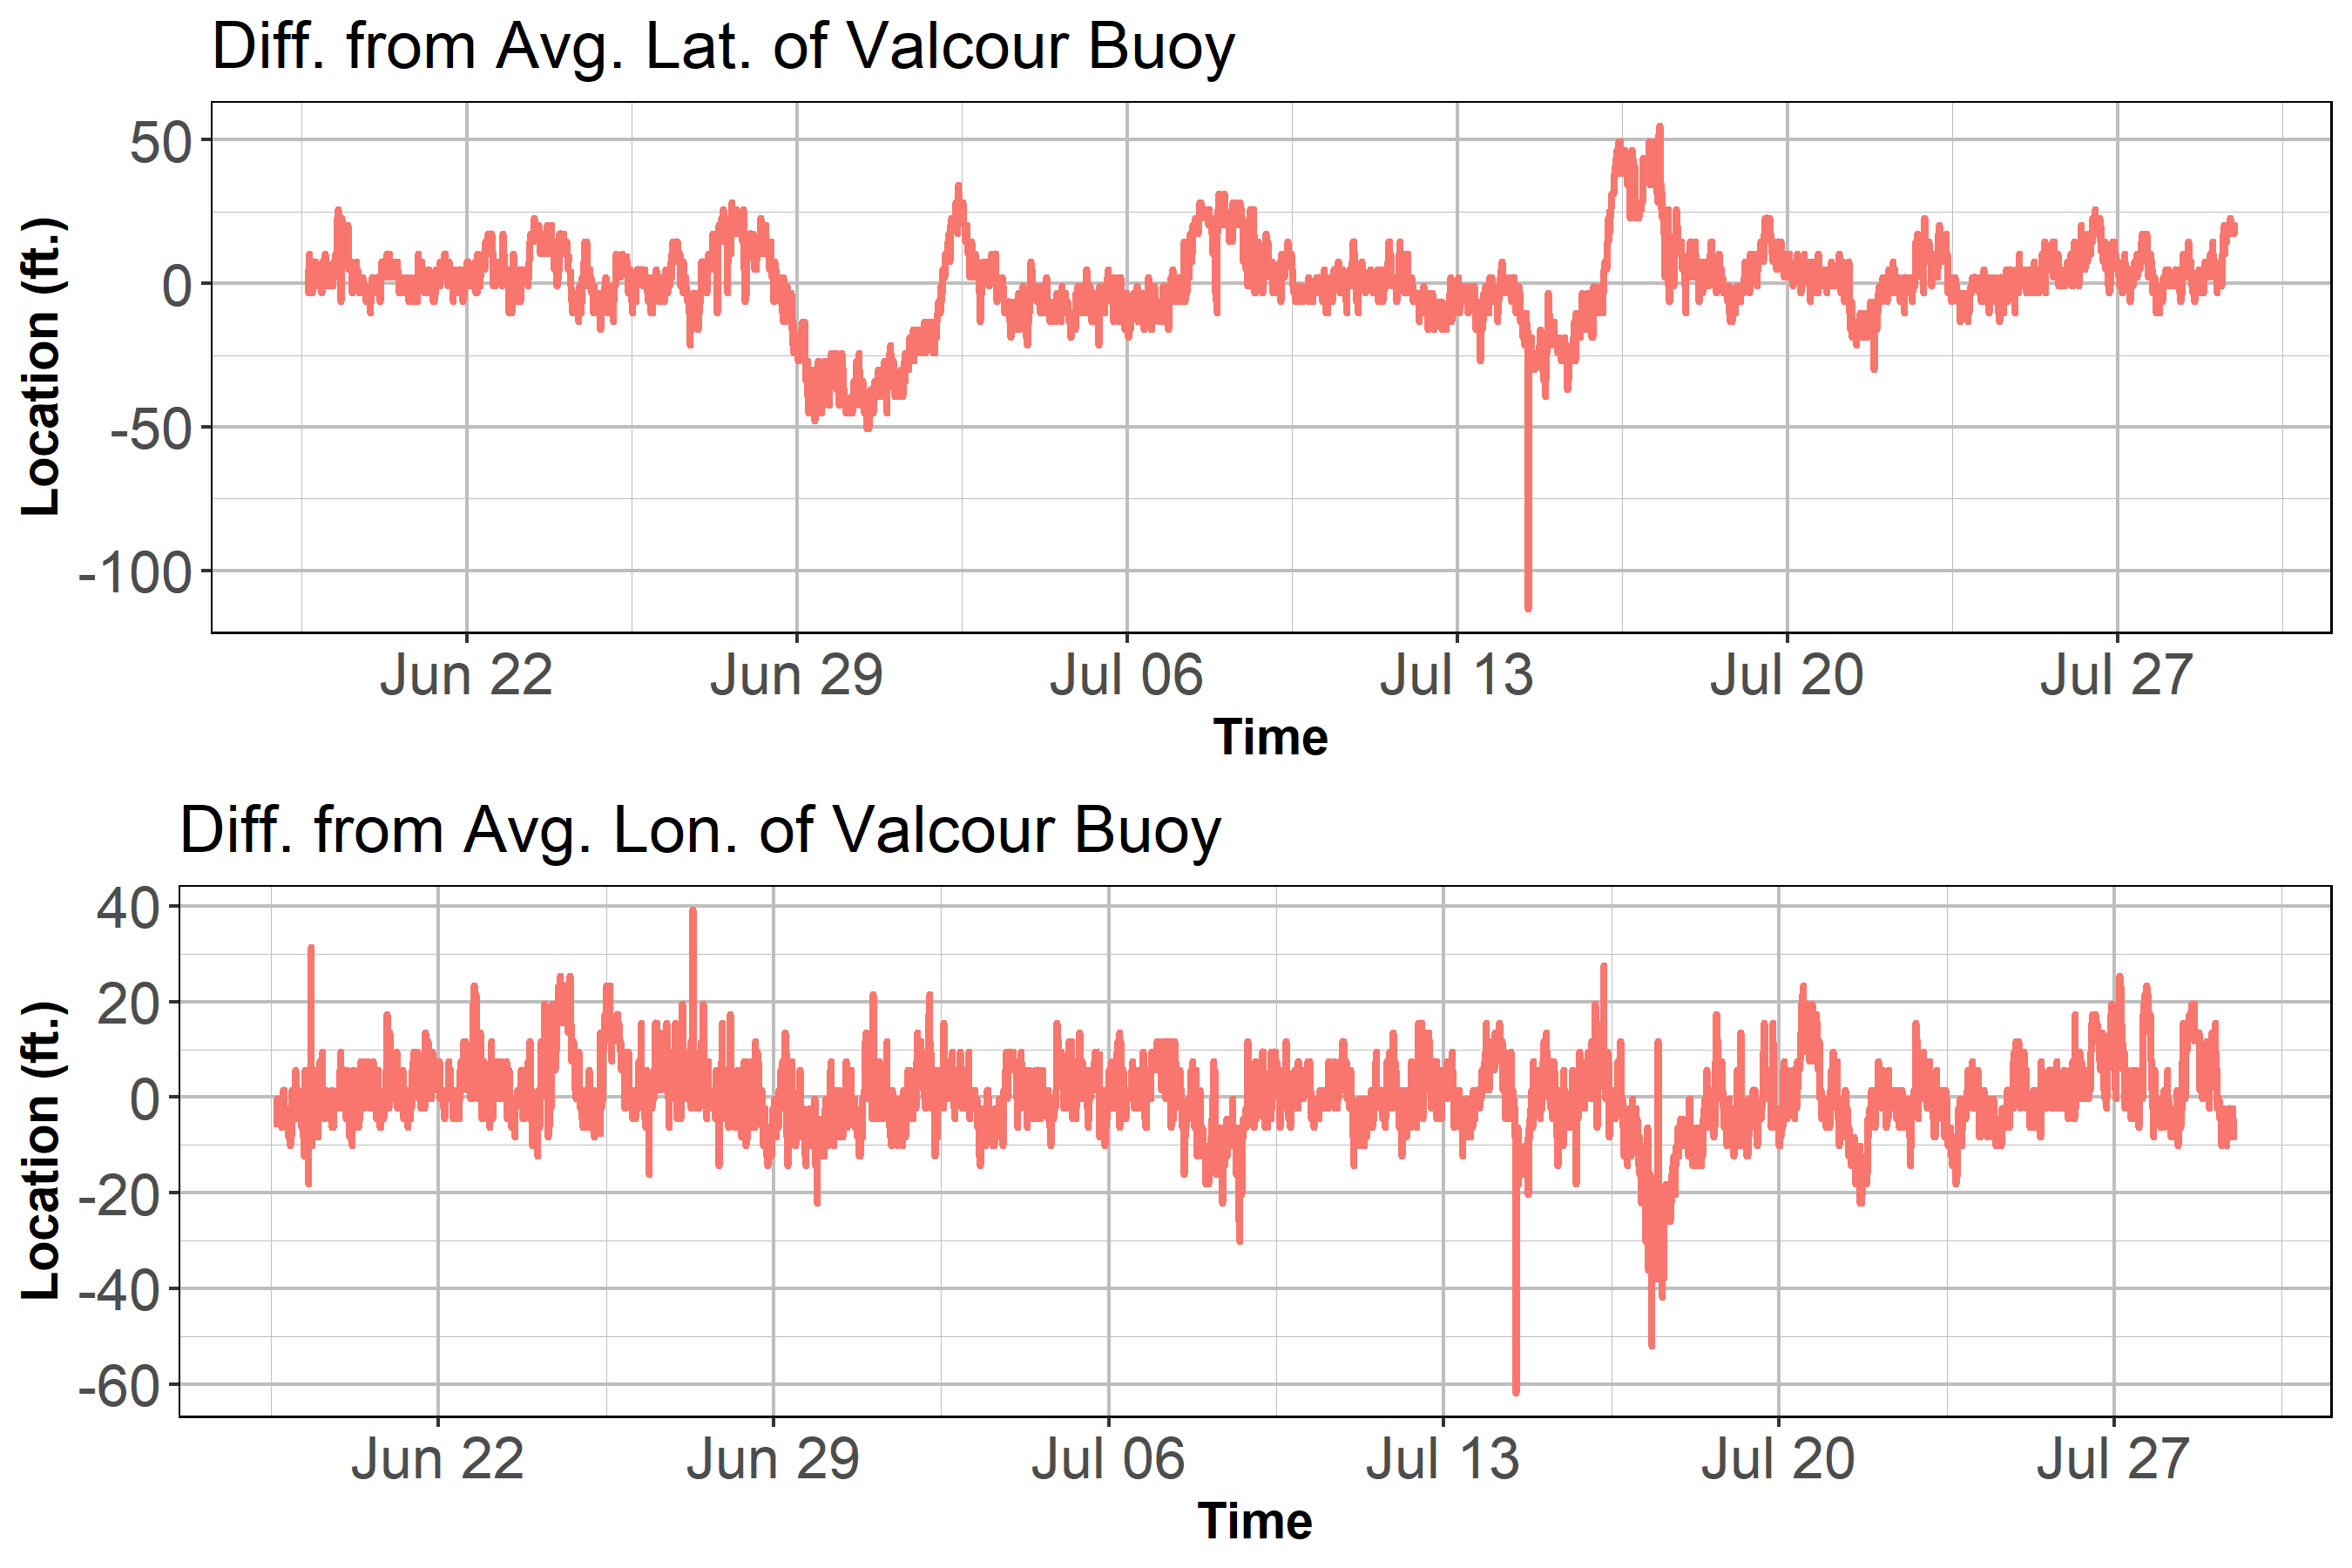 Diff. from Avg. Lat. of Valcour Buoy
Location (ft.)
50
0
-50
-100
Jun 22 Jun 29 Jul 06 Jul 13 Jul 20 Jul 27
Time
Diff. from Avg. Lon. of Valcour Buoy
Location (ft.)
40
20
0
-20
-40
-60
Jun 22 Jun 29 Jul 06 Jul 13 Jul 20 Jul 27
Time